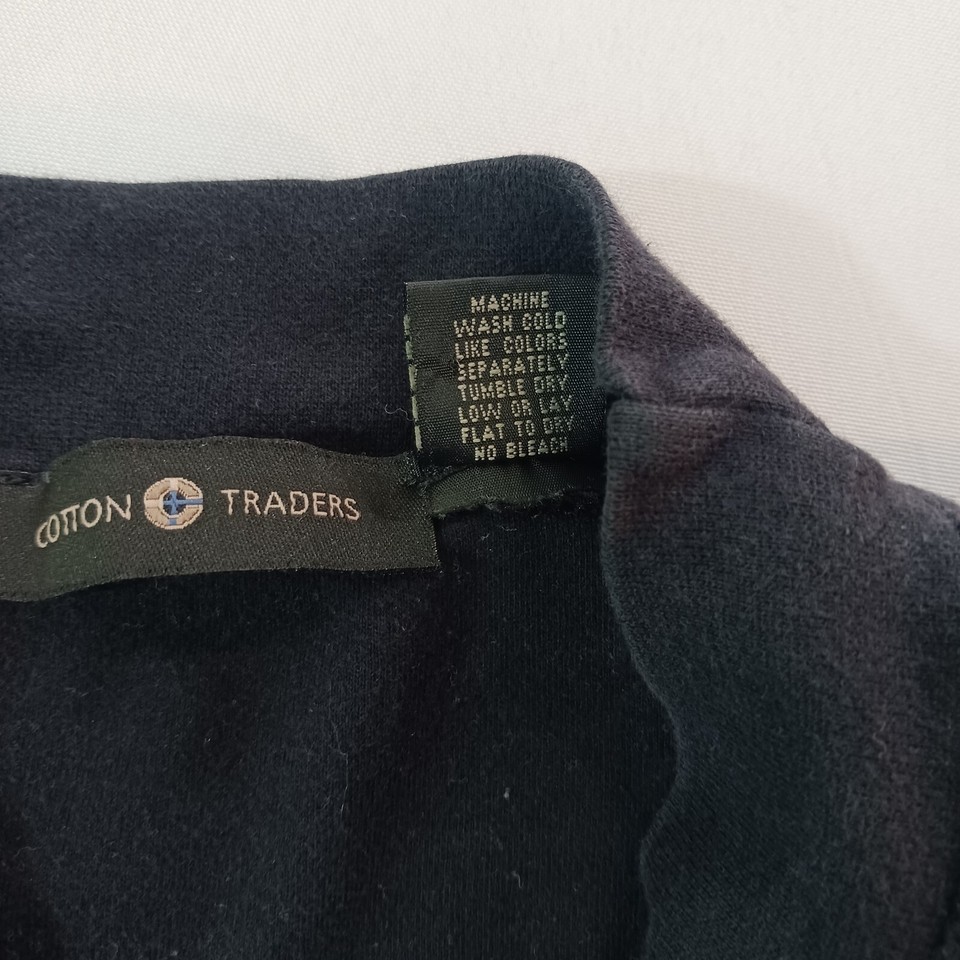 MACHINE
WASH COLD
LIKE COLORS
SEPARATELY
TUMBLE DRY
LOW OR LAY
FLAT TO DRY
NO BLEACH
COTTON TRADERS